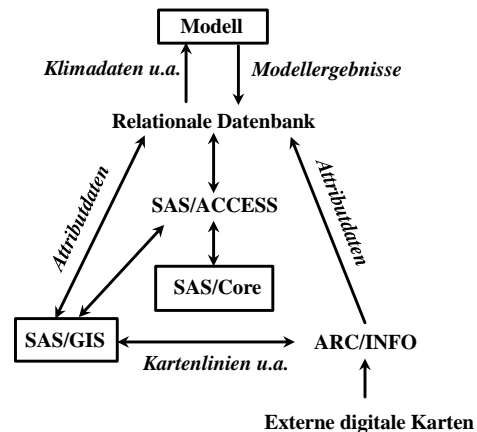 Modell
Klimadaten u.a.
Modellergebnisse
Relationale Datenbank
Attributdaten
Attributdaten
SAS/ACCESS
SAS/Core
SAS/GIS
ARC/INFO
Kartenlinien u.a.
Externe digitale Karten